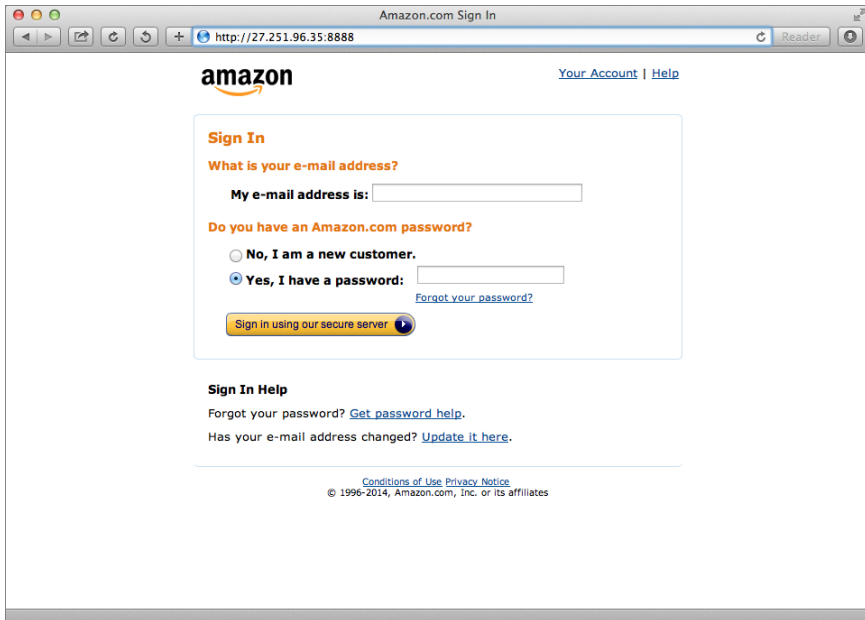 Amazon.com Sign In
http://27.251.96.35:8888
Reader
amazon
Your Account | Help
Sign In
What is your e-mail address?
My e-mail address is:
Do you have an Amazon.com password?
No, I am a new customer.
Yes, I have a password:
Forgot your password?
Sign in using our secure server
Sign In Help
Forgot your password? Get password help.
Has your e-mail address changed? Update it here.
Conditions of Use Privacy Notice
© 1996-2014, Amazon.com, Inc. or its affiliates